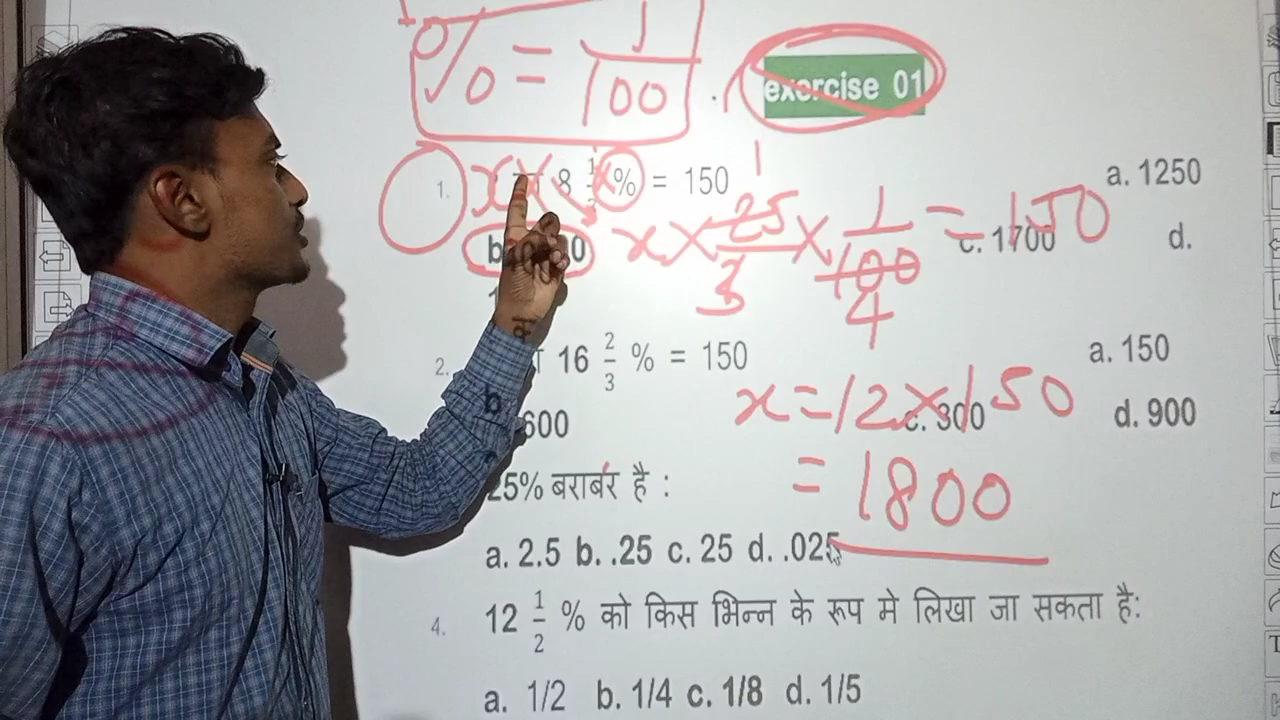 % = 1/100
exercise 01
1. x × 8 1/3 × % = 150 a. 1250
x × 25/3 × 1/100 = 150
1
4
b. c. 1700 d.
2. 16 2/3 % = 150 a. 150
x = 12 × 150
b. 600 c. 300 d. 900
= 1800
25% बराबर है :
a. 2.5 b. .25 c. 25 d. .025
4. 12 1/2 % को किस भिन्न के रूप मे लिखा जा सकता है:
a. 1/2 b. 1/4 c. 1/8 d. 1/5